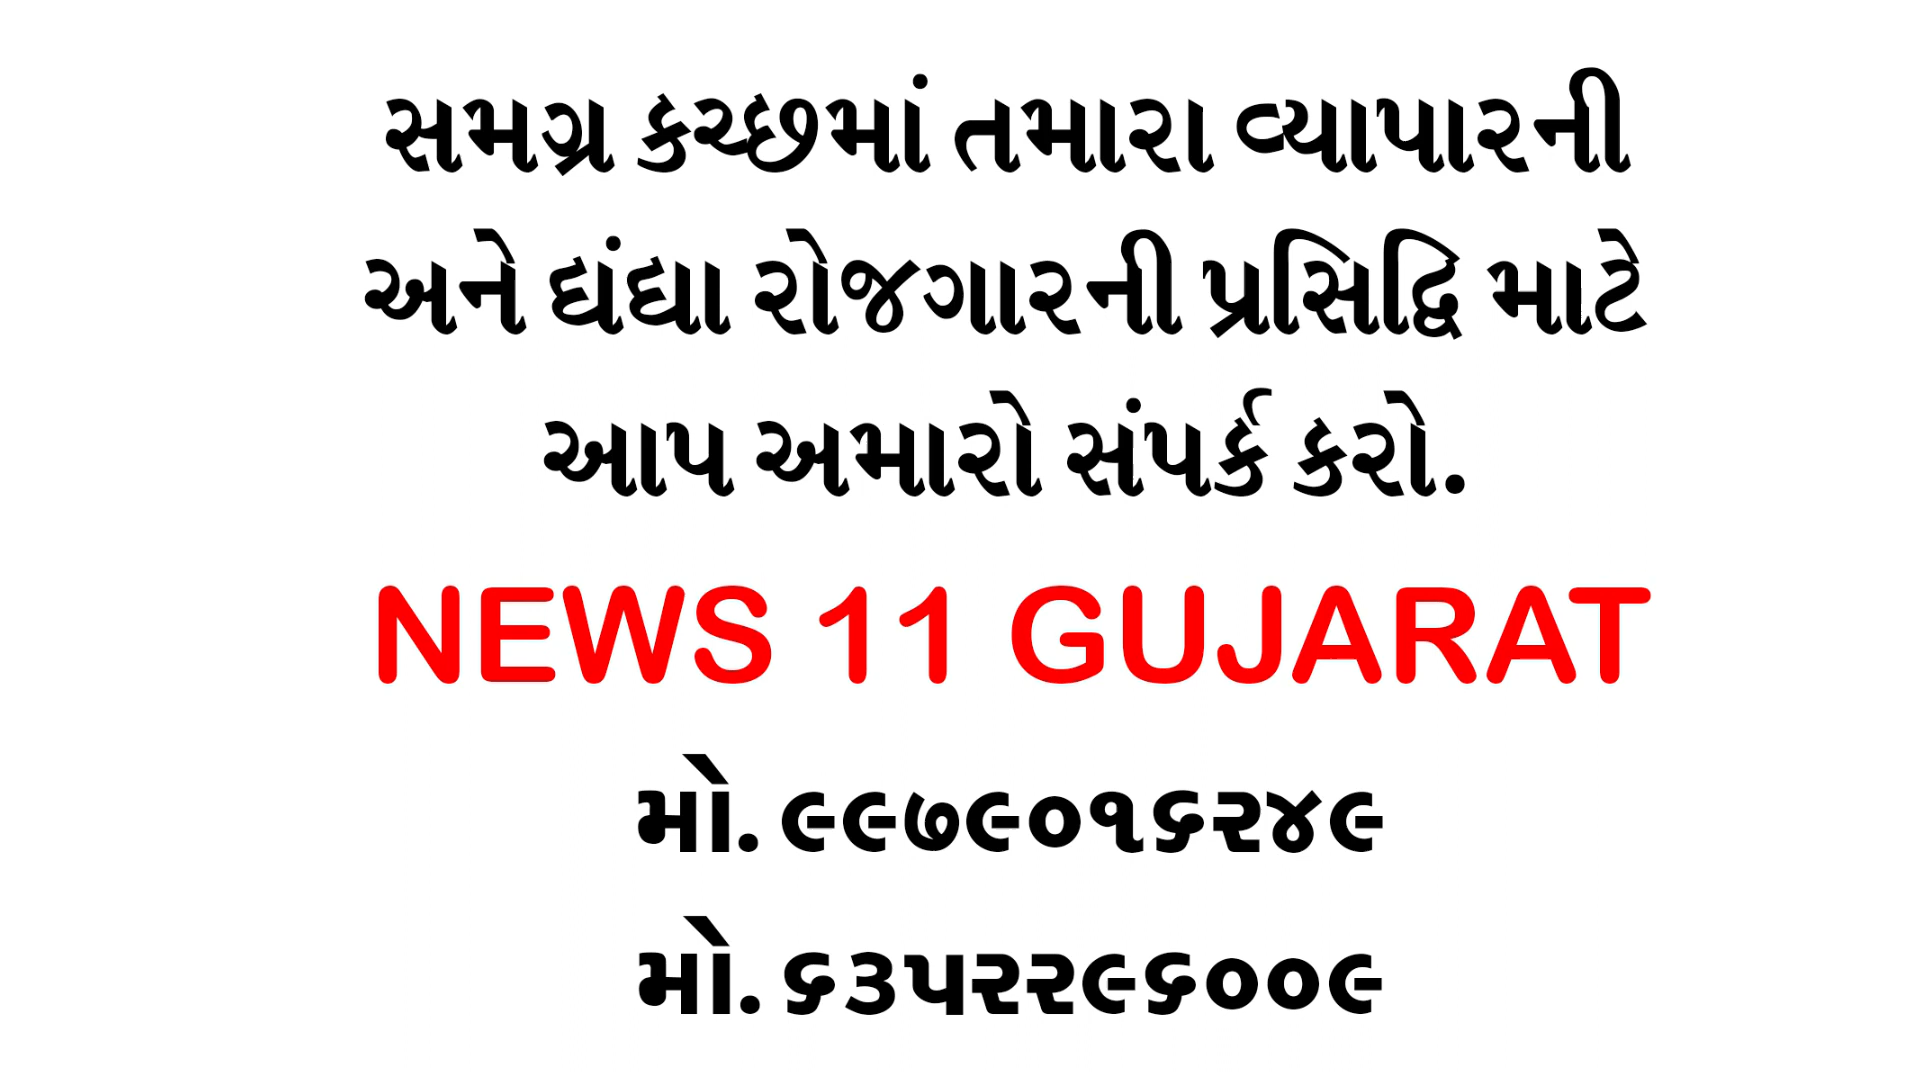 સમગ્ર કચ્છમાં તમારા વ્યાપારની
અને ઘંઘા રોજગારની પ્રસિદ્વિ માટે
આપ અમારો સંપર્ક કરો.
NEWS 11 GUJARAT
મો. ૯૯૭૯૦૧૬૨૪૯
મો. ૬૩૫૨૨૯૬૦૦૯